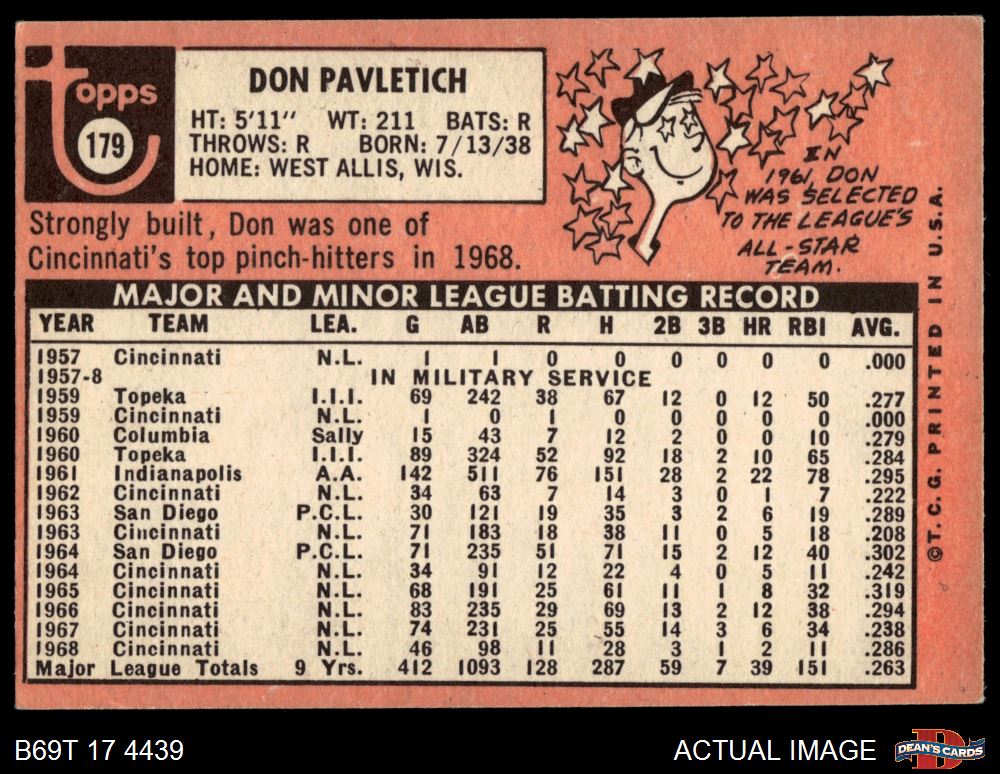 topps
179
DON PAVLETICH
HT: 5'11" WT: 211 BATS: R
THROWS: R BORN: 7/13/38
HOME: WEST ALLIS, WIS.
Strongly built, Don was one of
Cincinnati's top pinch-hitters in 1968.
IN
1961, DON
WAS SELECTED
TO THE LEAGUE'S
ALL-STAR
TEAM.
MAJOR AND MINOR LEAGUE BATTING RECORD
YEAR TEAM LEA. G AB R H 2B 3B HR RBI AVG.
1957 Cincinnati N.L. 1 1 0 0 0 0 0 0 .000
1957-8 IN MILITARY SERVICE
1959 Topeka I.I.I. 69 242 38 67 12 0 12 50 .277
1959 Cincinnati N.L. 1 0 1 0 0 0 0 0 .000
1960 Columbia Sally 15 43 7 12 2 0 0 10 .279
1960 Topeka I.I.I. 89 324 52 92 18 2 10 65 .284
1961 Indianapolis A.A. 142 511 76 151 28 2 22 78 .295
1962 Cincinnati N.L. 34 63 7 14 3 0 1 7 .222
1963 San Diego P.C.L. 30 121 19 35 3 2 6 19 .289
1963 Cincinnati N.L. 71 183 18 38 11 0 5 18 .208
1964 San Diego P.C.L. 71 235 51 71 15 2 12 40 .302
1964 Cincinnati N.L. 34 91 12 22 4 0 5 11 .242
1965 Cincinnati N.L. 68 191 25 61 11 1 8 32 .319
1966 Cincinnati N.L. 83 235 29 69 13 2 12 38 .294
1967 Cincinnati N.L. 74 231 25 55 14 3 6 34 .238
1968 Cincinnati N.L. 46 98 11 28 3 1 2 11 .286
Major League Totals 9 Yrs. 412 1093 128 287 59 7 39 151 .263
©T.C.G. PRINTED IN U.S.A.
B69T 17 4439
ACTUAL IMAGE
D
DEAN'S CARDS